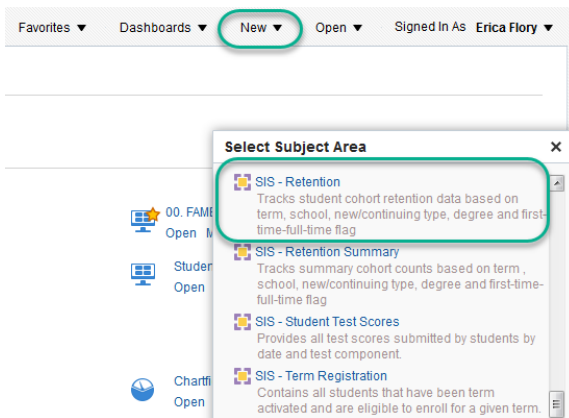 Favorites ▼ Dashboards ▼ New ▼ Open ▼ Signed In As Erica Flory ▼
Select Subject Area ×
SIS - Retention
Tracks student cohort retention data based on
term, school, new/continuing type, degree and first-
time-full-time flag
SIS - Retention Summary
Tracks summary cohort counts based on term ,
school, new/continuing type, degree and first-time-
full-time flag
SIS - Student Test Scores
Provides all test scores submitted by students by
date and test component.
SIS - Term Registration
Contains all students that have been term
activated and are eligible to enroll for a given term.
00. FAME
Open M
Studen
Open
Chartfi
Open